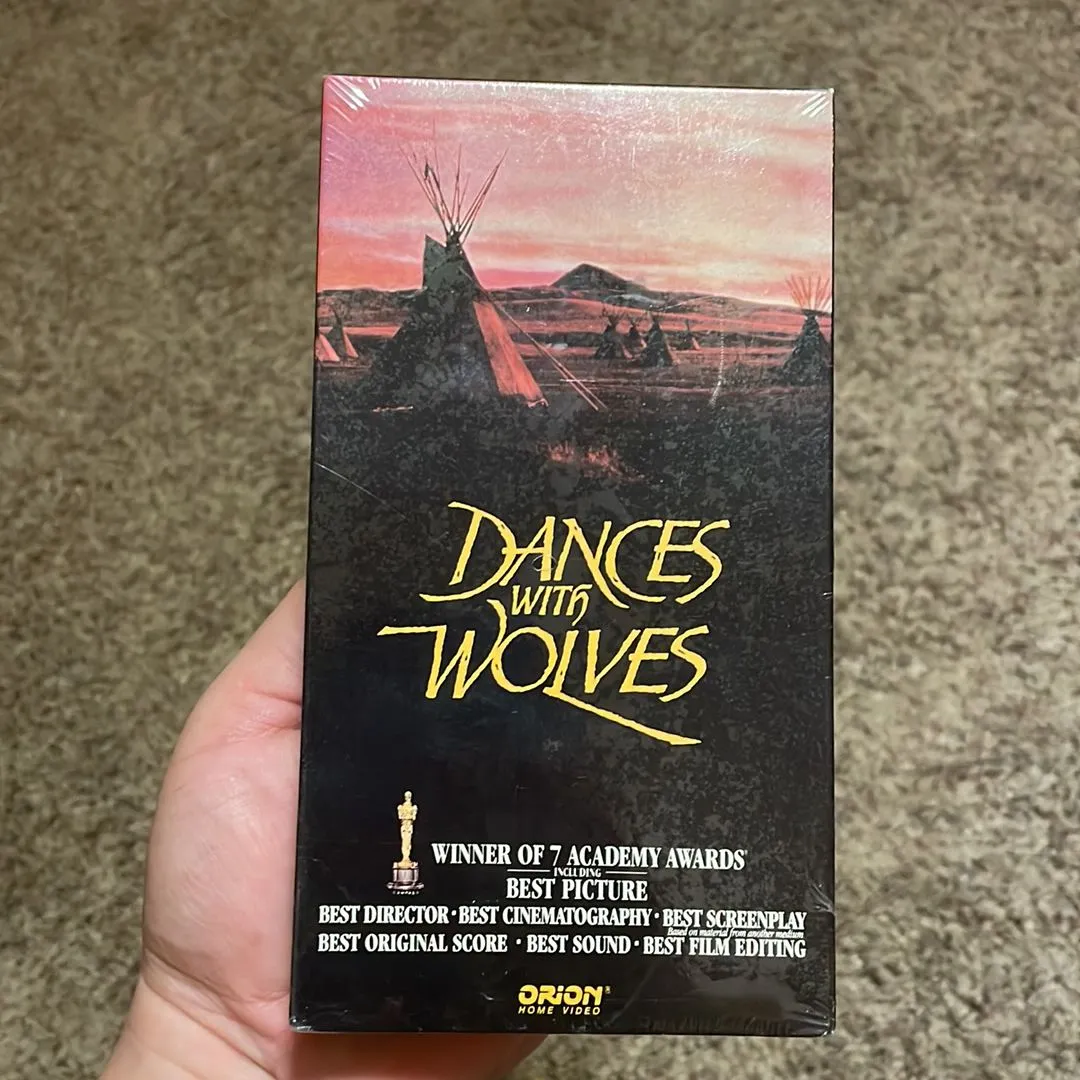 DANCES
WITH
WOLVES
WINNER OF 7 ACADEMY AWARDS®
INCLUDING
BEST PICTURE
BEST DIRECTOR · BEST CINEMATOGRAPHY · BEST SCREENPLAY
Based on material from another medium
BEST ORIGINAL SCORE · BEST SOUND · BEST FILM EDITING
ORION®
HOME VIDEO